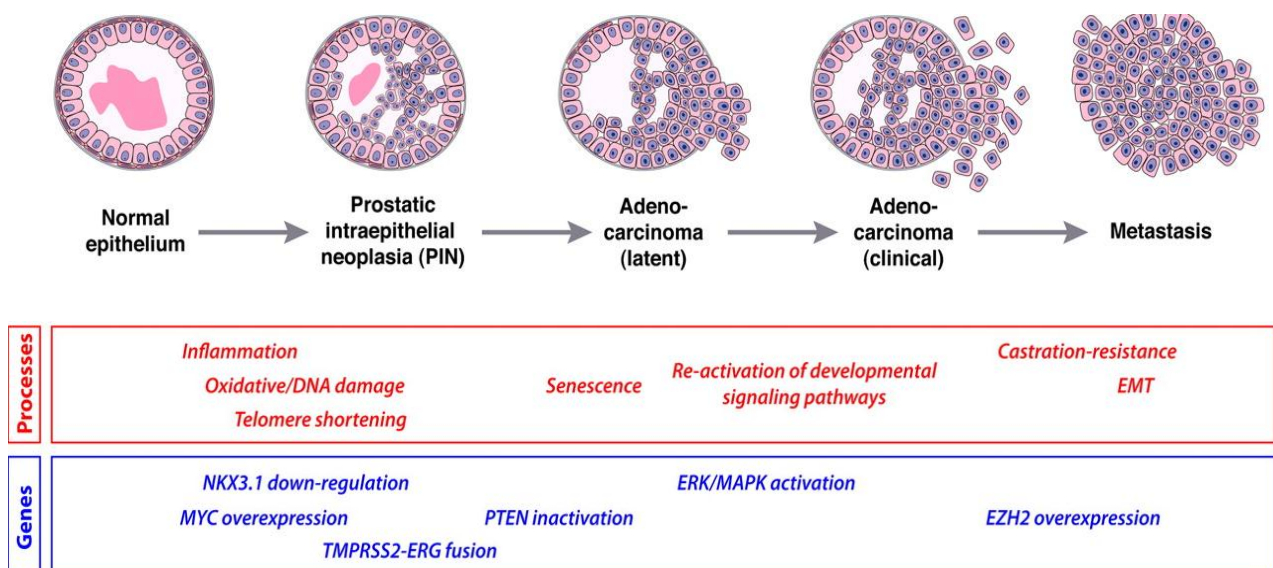 Normal
epithelium
Prostatic
intraepithelial
neoplasia (PIN)
Adeno-
carcinoma
(latent)
Adeno-
carcinoma
(clinical)
Metastasis
Processes
Inflammation
Oxidative/DNA damage
Telomere shortening
Senescence
Re-activation of developmental
signaling pathways
Castration-resistance
EMT
Genes
NKX3.1 down-regulation
MYC overexpression
TMPRSS2-ERG fusion
PTEN inactivation
ERK/MAPK activation
EZH2 overexpression